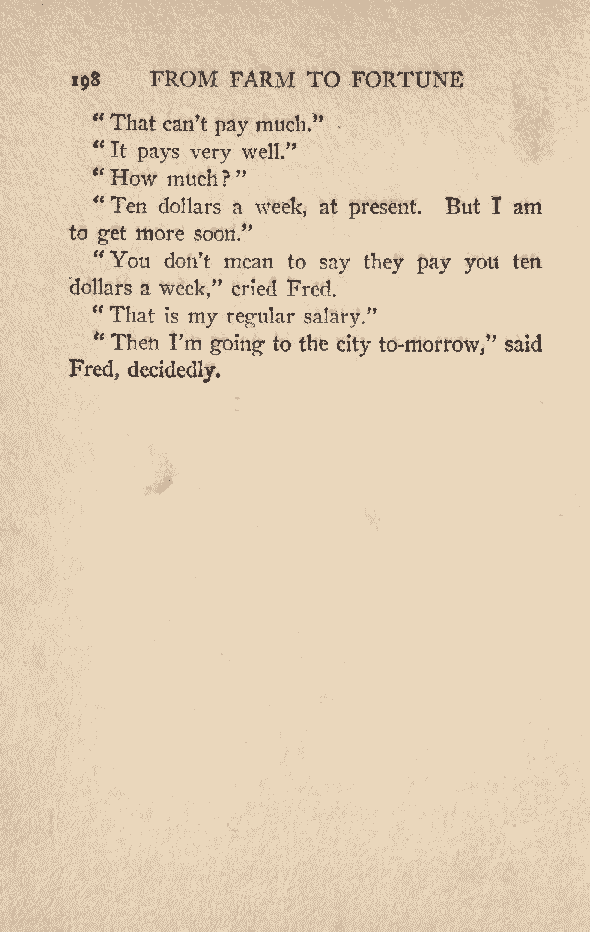 198 FROM FARM TO FORTUNE
"That can't pay much."
"It pays very well."
"How much?"
"Ten dollars a week, at present. But I am
to get more soon."
"You don't mean to say they pay you ten
dollars a week," cried Fred.
"That is my regular salary."
"Then I'm going to the city to-morrow," said
Fred, decidedly.